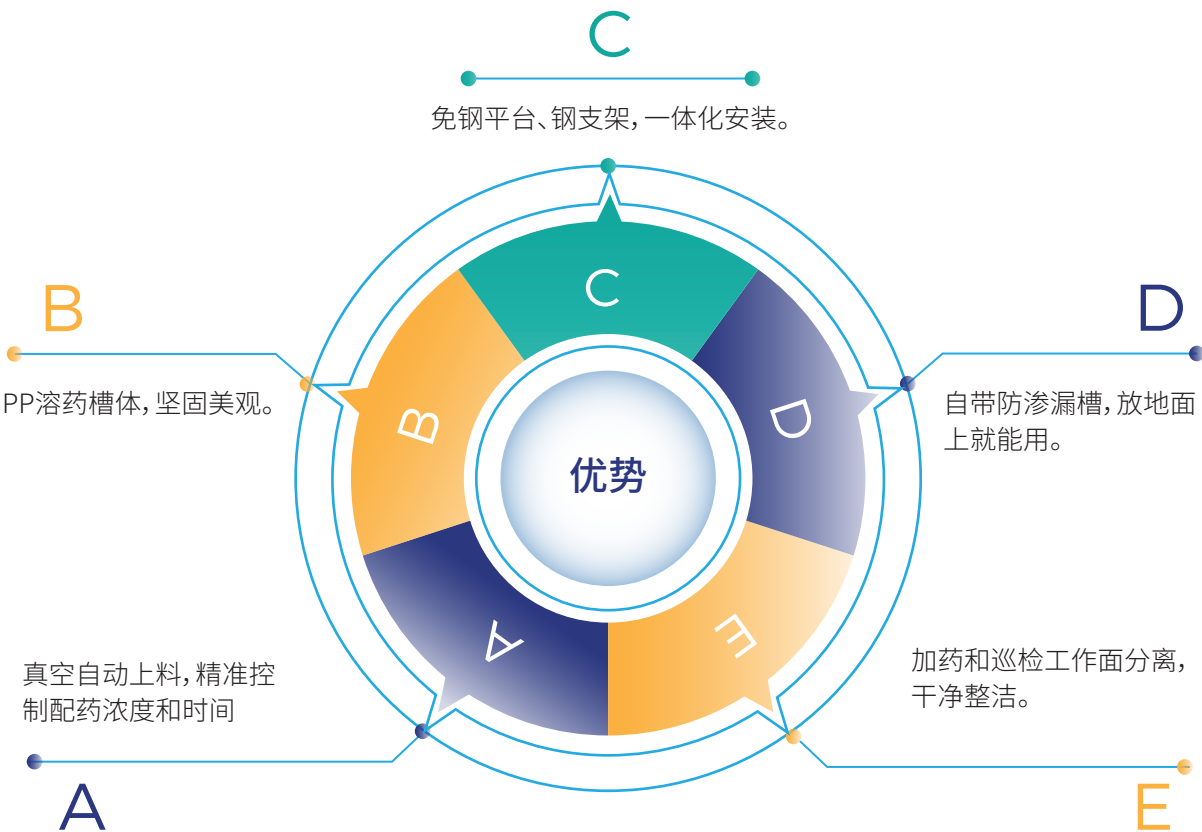 C
免钢平台、钢支架，一体化安装。
B
PP溶药槽体，坚固美观。
D
自带防渗漏槽，放地面
上就能用。
C
B
D
优势
A
E
真空自动上料，精准控
制配药浓度和时间
A
加药和巡检工作面分离，
干净整洁。
E